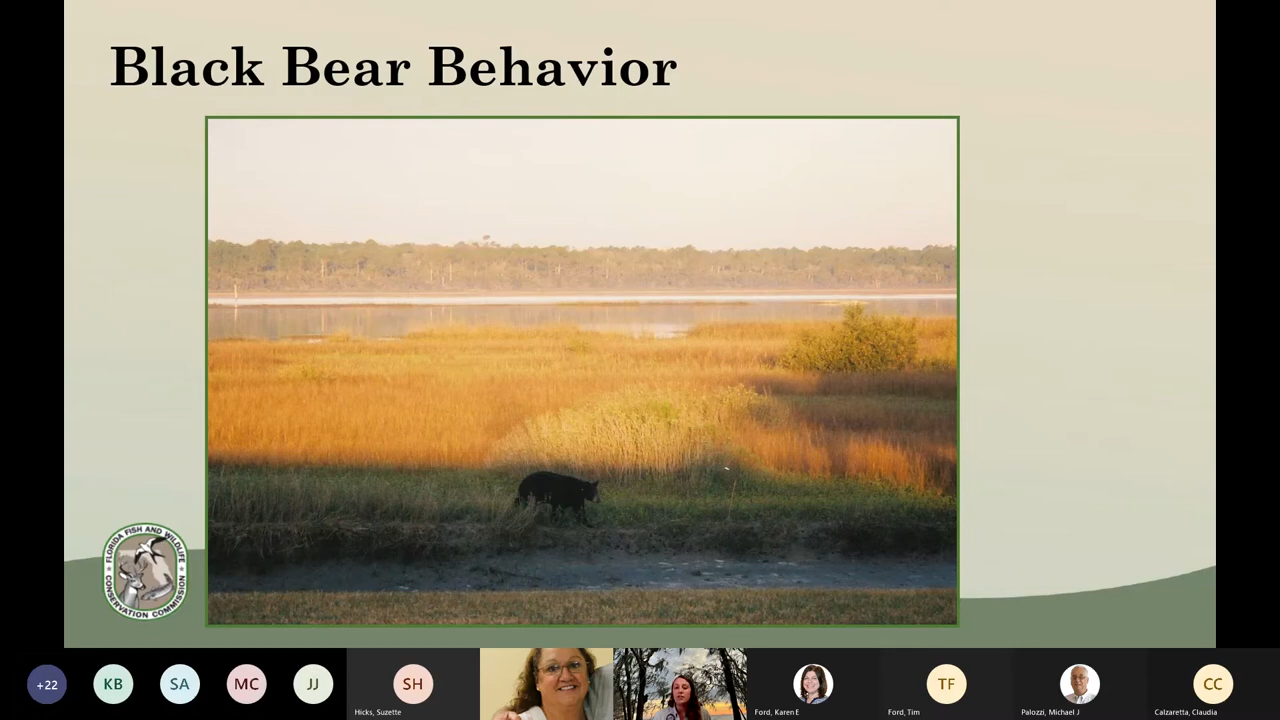 Black Bear Behavior
FLORIDA FISH AND WILDLIFE
CONSERVATION COMMISSION
+22
KB
SA
MC
JJ
SH
TF
CC
Hicks, Suzette
Ford, Karen E
Ford, Tim
Palozzi, Michael J
Calzaretta, Claudia